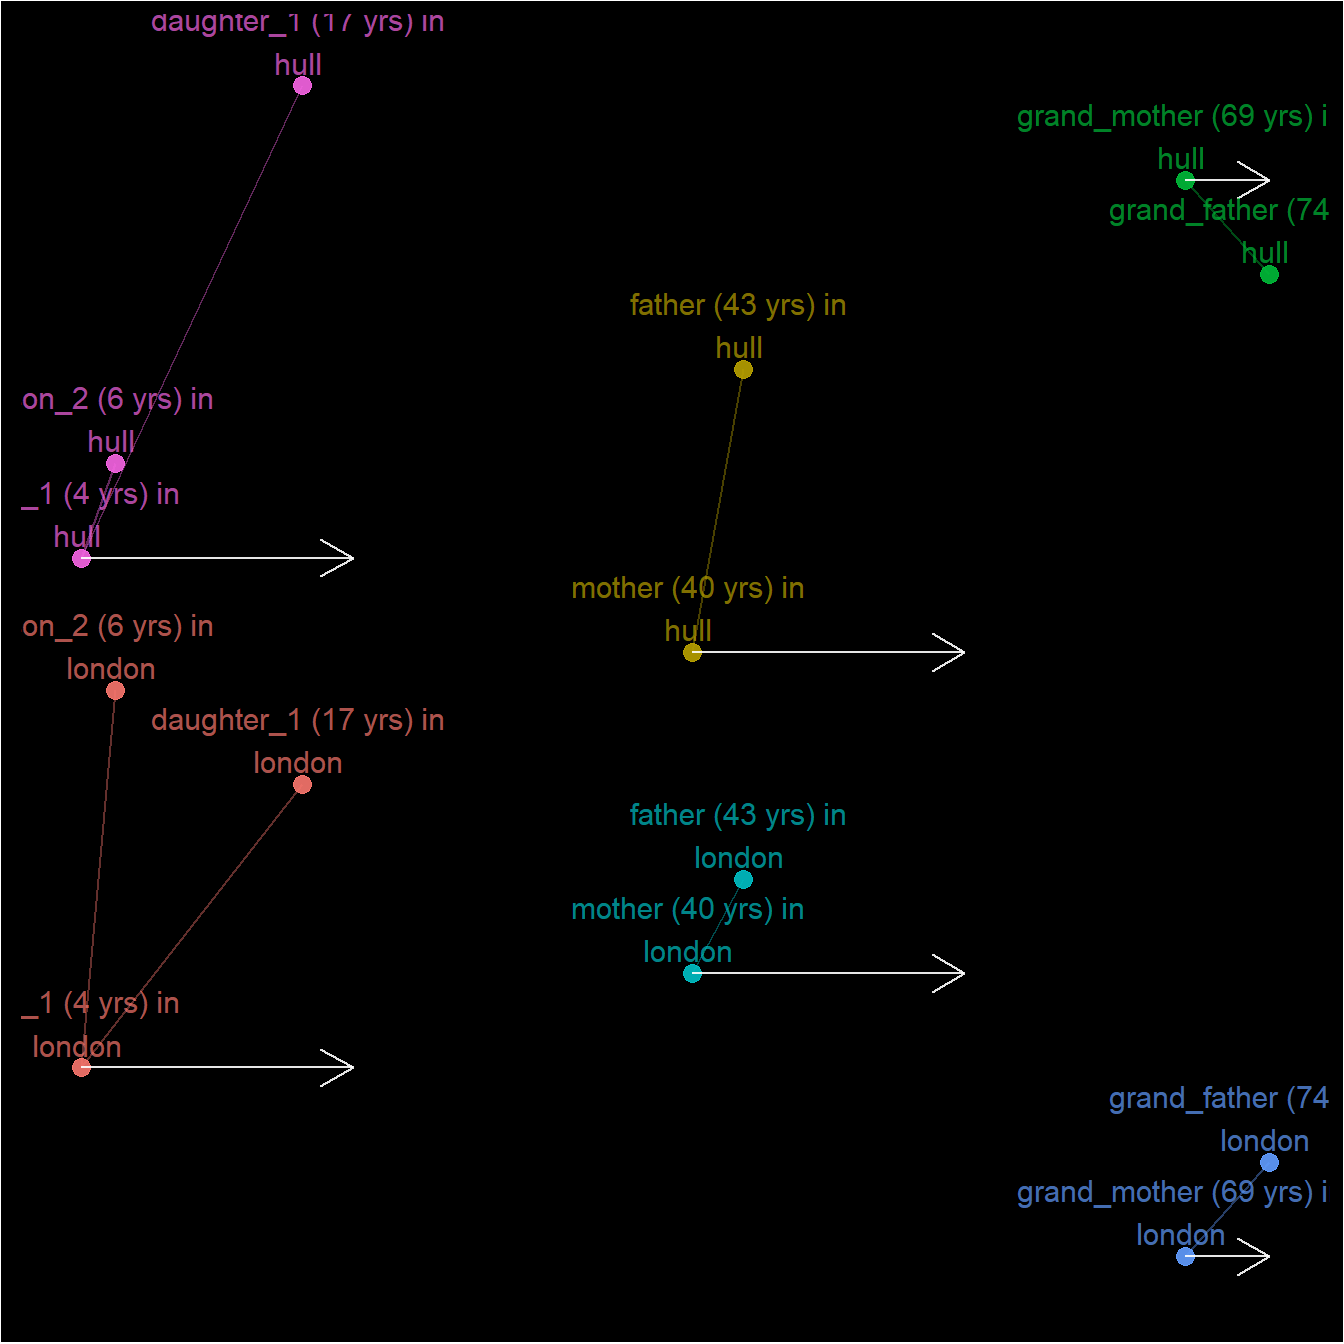 daughter_1 (17 yrs) in
hull
grand_mother (69 yrs) i
hull
grand_father (74
hull
father (43 yrs) in
hull
on_2 (6 yrs) in
hull
_1 (4 yrs) in
hull
mother (40 yrs) in
hull
on_2 (6 yrs) in
london
daughter_1 (17 yrs) in
london
father (43 yrs) in
london
mother (40 yrs) in
london
_1 (4 yrs) in
london
grand_father (74
london
grand_mother (69 yrs) i
london